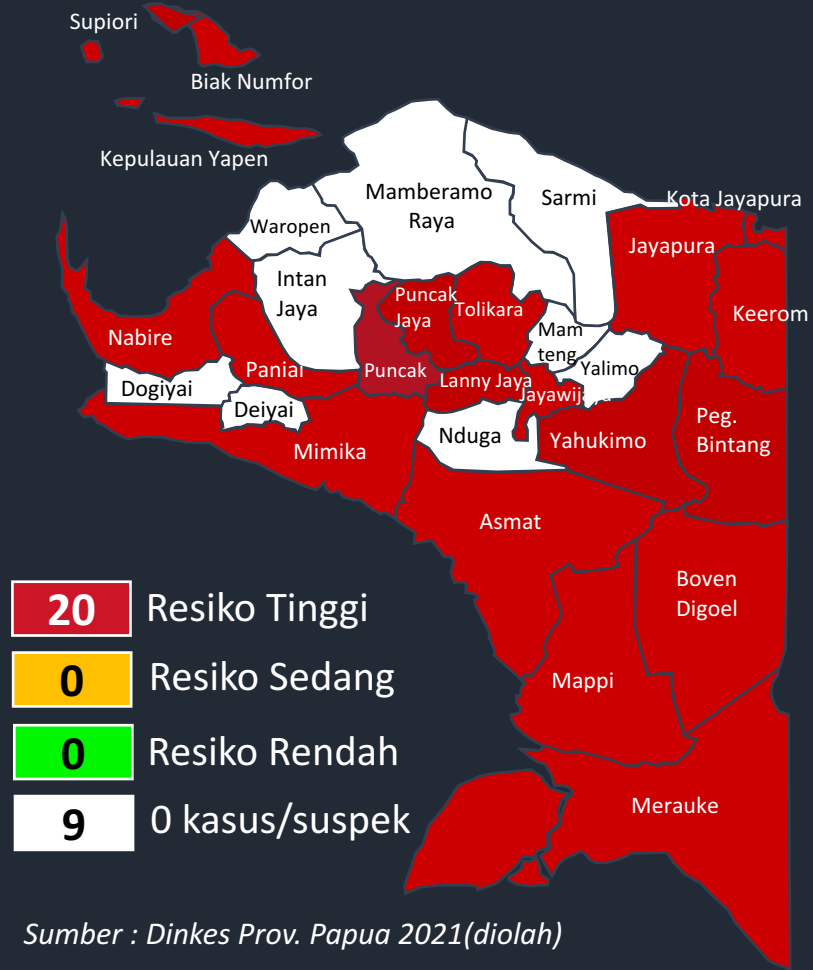 Supiori
Biak Numfor
Kepulauan Yapen
Mamberamo
Raya
Sarmi
Kota Jayapura
Waropen
Jayapura
Intan
Jaya
Puncak
Jaya
Tolikara
Keerom
Nabire
Mam
teng
Paniai
Puncak
Yalimo
Dogiyai
Lanny Jaya
Jayawijaya
Deiyai
Nduga
Yahukimo
Peg.
Bintang
Mimika
Asmat
Boven
Digoel
20 Resiko Tinggi
0 Resiko Sedang
Mappi
0 Resiko Rendah
Merauke
9 0 kasus/suspek
Sumber : Dinkes Prov. Papua 2021(diolah)